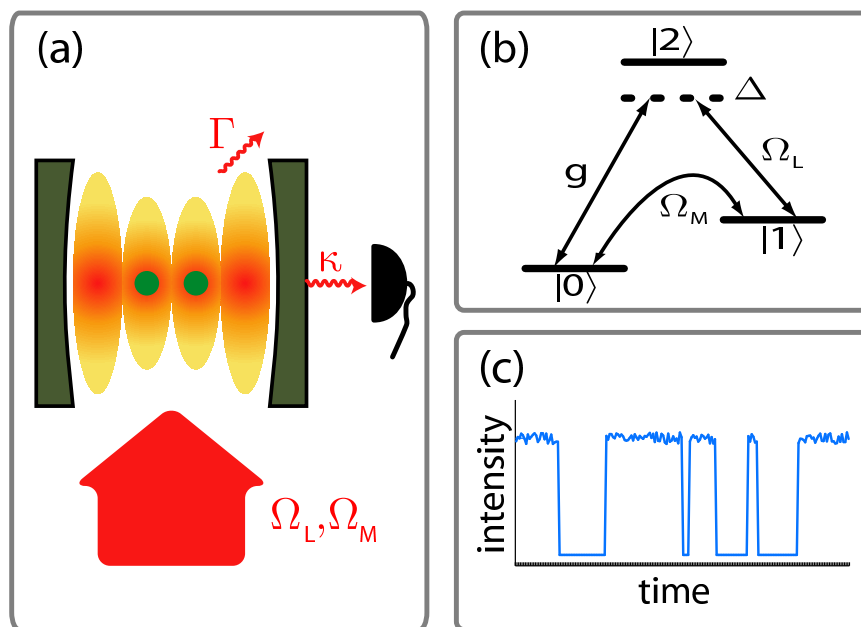 (a)
Γ
κ
Ω_L,Ω_M
(b)
|2⟩
Δ
g
Ω_L
Ω_M
|1⟩
|0⟩
(c)
intensity
time